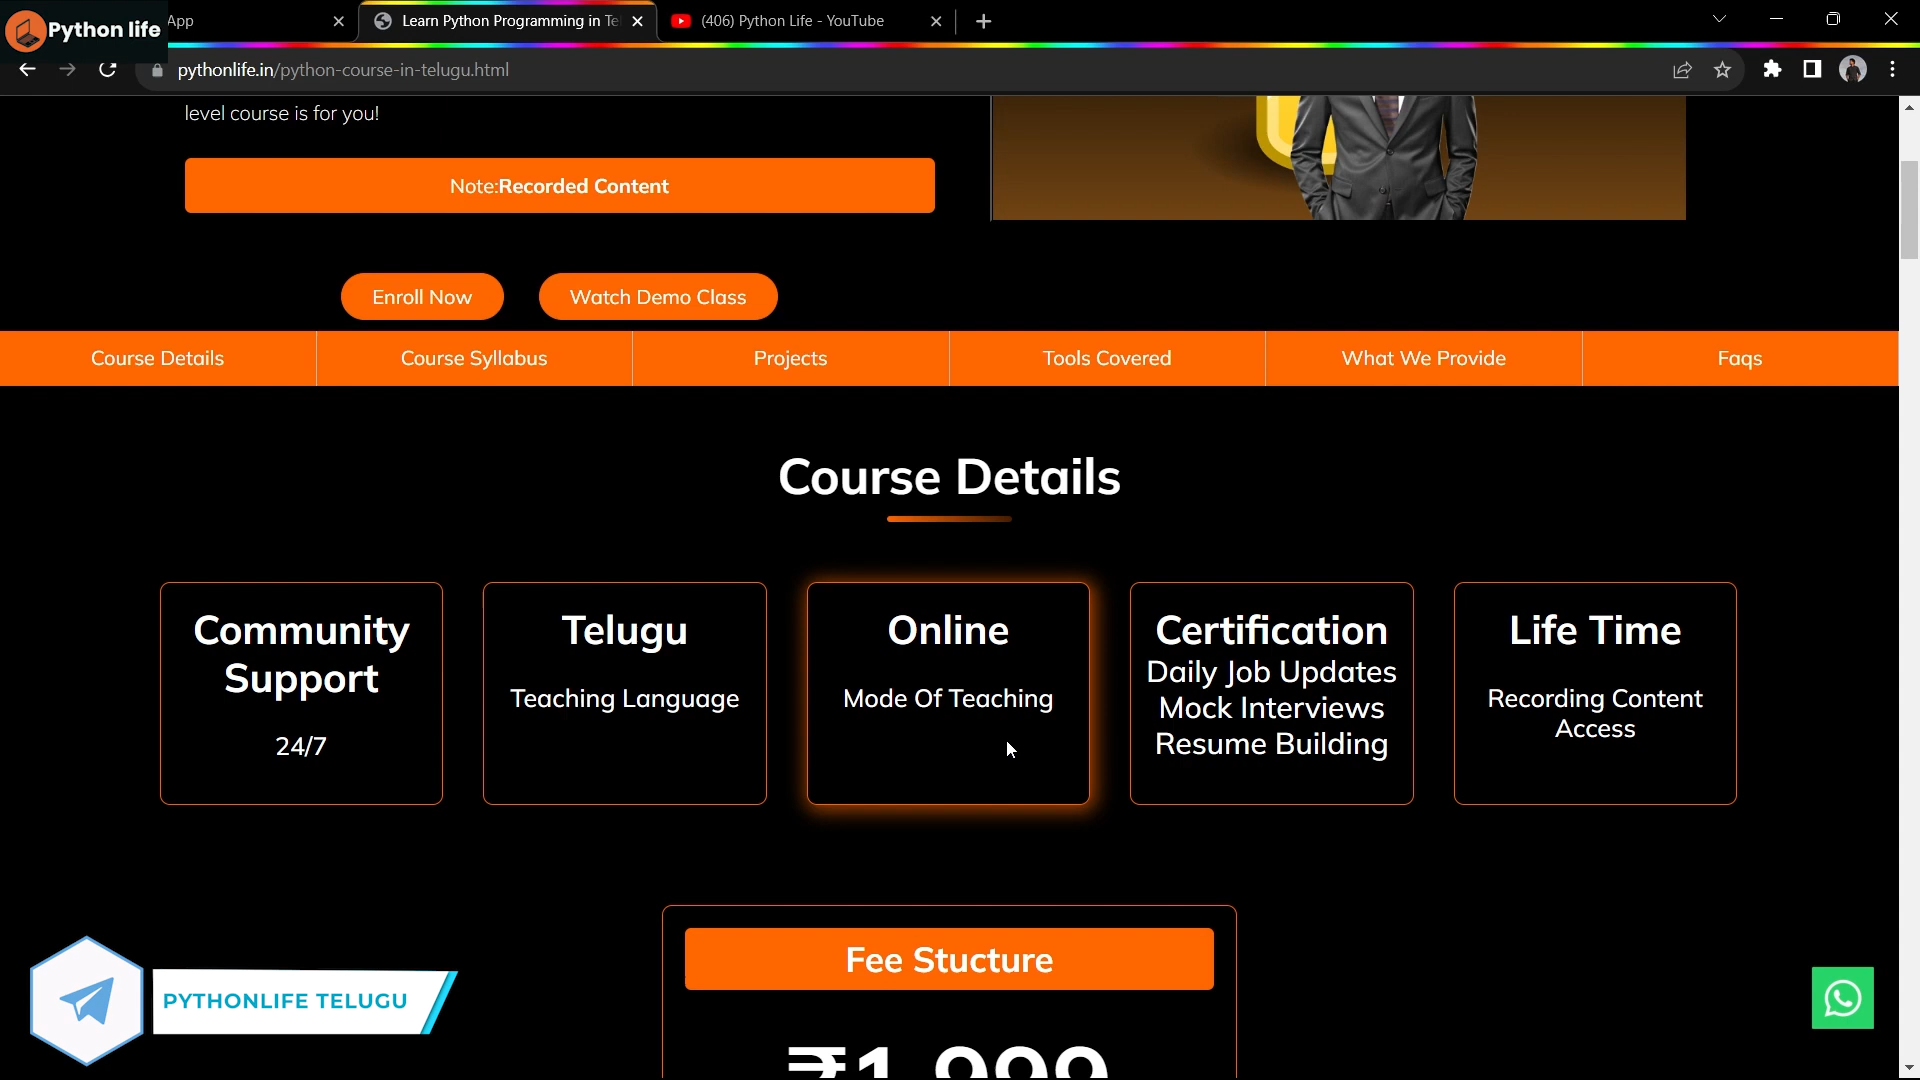 Python life
App
Learn Python Programming in Te
(406) Python Life - YouTube
pythonlife.in/python-course-in-telugu.html
level course is for you!
Note:Recorded Content
Enroll Now
Watch Demo Class
Course Details
Course Syllabus
Projects
Tools Covered
What We Provide
Faqs
Course Details
Community
Support
24/7
Telugu
Teaching Language
Online
Mode Of Teaching
Certification
Daily Job Updates
Mock Interviews
Resume Building
Life Time
Recording Content
Access
Fee Stucture
₹1,999
PYTHONLIFE TELUGU